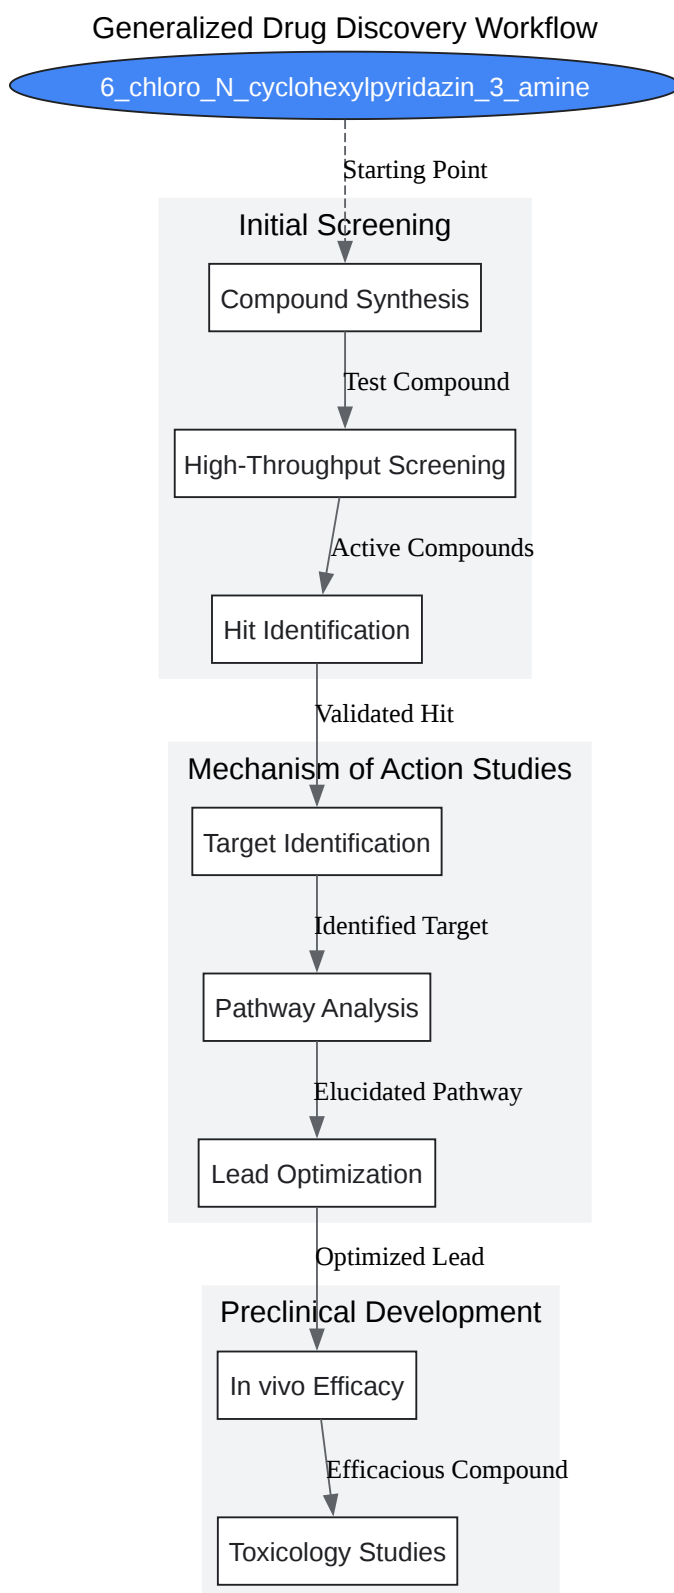 Generalized Drug Discovery Workflow
6_chloro_N_cyclohexylpyridazin_3_amine
Starting Point
Initial Screening
Compound Synthesis
Test Compound
High-Throughput Screening
Active Compounds
Hit Identification
Validated Hit
Mechanism of Action Studies
Target Identification
Identified Target
Pathway Analysis
Elucidated Pathway
Lead Optimization
Optimized Lead
Preclinical Development
In vivo Efficacy
Efficacious Compound
Toxicology Studies